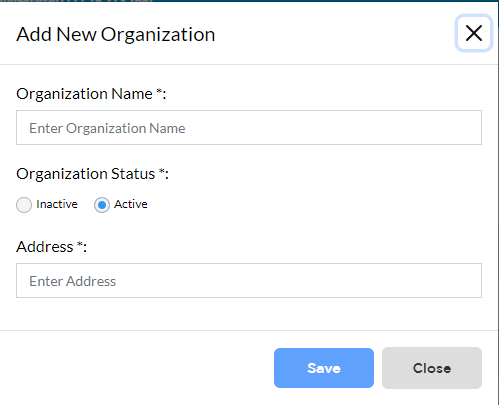 Add New Organization
Organization Name *:
Enter Organization Name
Organization Status *:
Inactive Active
Address *:
Enter Address
Save Close